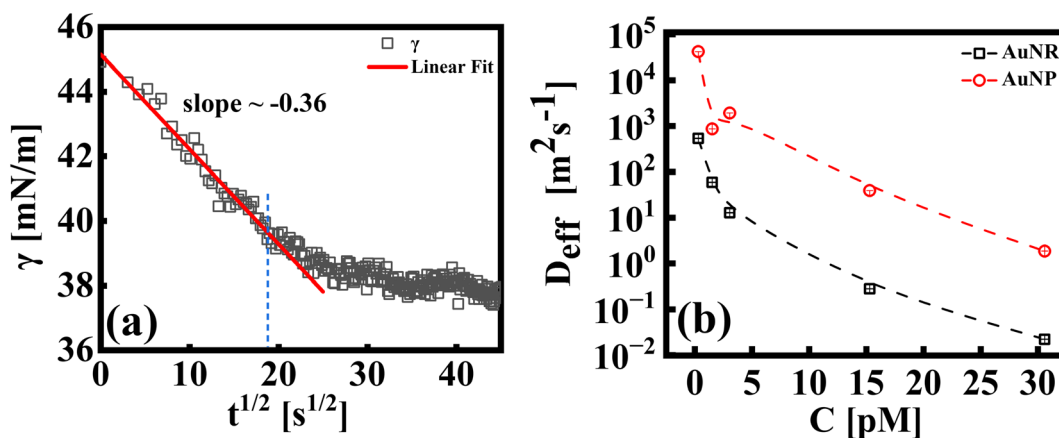 46
44
42
40
38
36
γ [mN/m]
γ
Linear Fit
slope ~ -0.36
(a)
0
10
20
30
40
t^{1/2} [s^{1/2}]
10^5
10^4
10^3
10^2
10^1
10^0
10^{-1}
10^{-2}
D_{eff} [m^2s^{-1}]
AuNR
AuNP
(b)
0
5
10
15
20
25
30
C [pM]